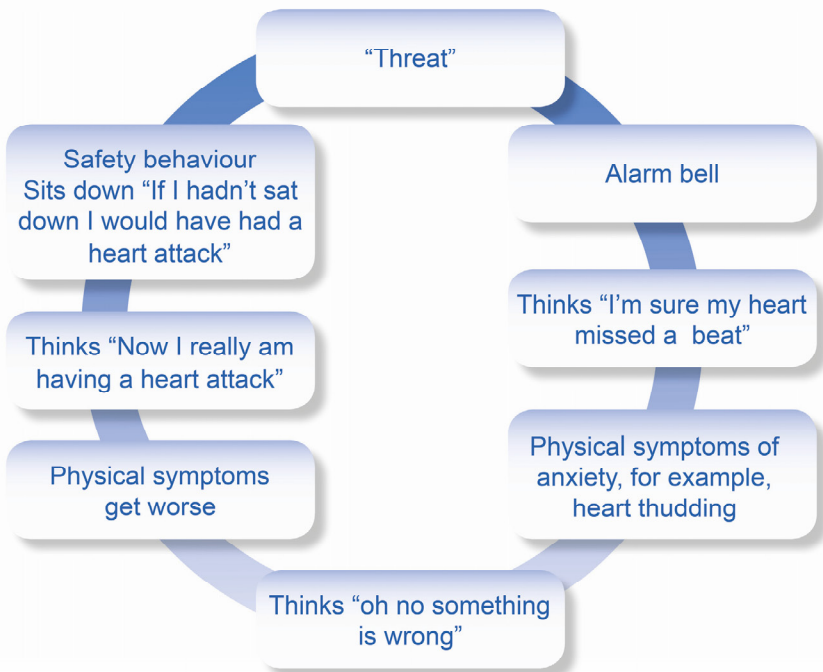 “Threat”
Alarm bell
Thinks “I’m sure my heart
missed a beat”
Physical symptoms of
anxiety, for example,
heart thudding
Thinks “oh no something
is wrong”
Physical symptoms
get worse
Thinks “Now I really am
having a heart attack”
Safety behaviour
Sits down “If I hadn’t sat
down I would have had a
heart attack”